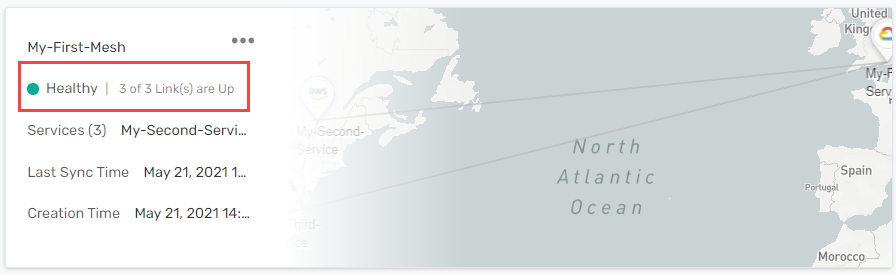 My-First-Mesh
Healthy | 3 of 3 Link(s) are Up
Services (3) My-Second-Servi...
Last Sync Time May 21, 2021 1...
Creation Time May 21, 2021 14:...
aws
My-Second-
Service
Third-
Service
North
Atlantic
Ocean
United
King
My-F
Serv
Spain
Portugal
Morocco